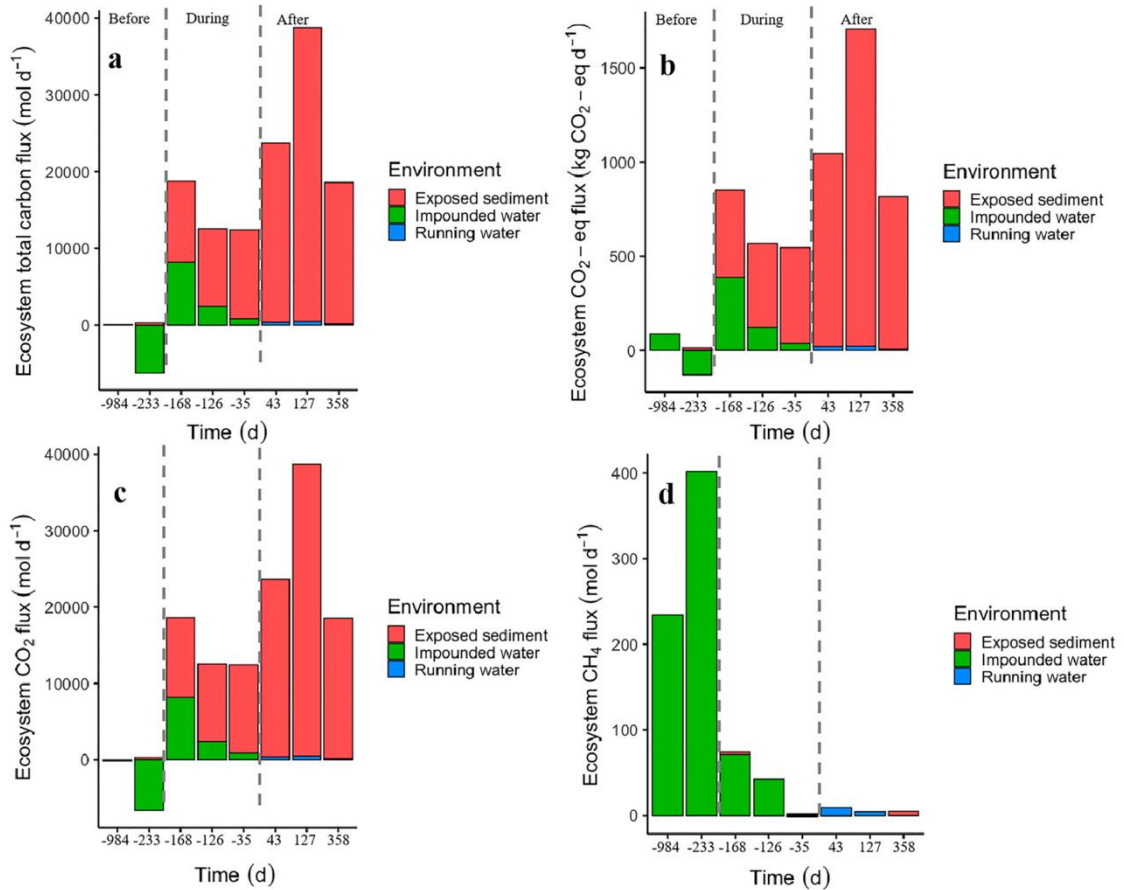 Before During After
a
Ecosystem total carbon flux (mol d⁻¹)
40000
30000
20000
10000
0
Environment
Exposed sediment
Impounded water
Running water
-984 -233 -168 -126 -35 43 127 358
Time (d)
Before During After
b
Ecosystem CO₂ – eq flux (kg CO₂ – eq d⁻¹)
1500
1000
500
0
Environment
Exposed sediment
Impounded water
Running water
-984 -233 -168 -126 -35 43 127 358
Time (d)
c
Ecosystem CO₂ flux (mol d⁻¹)
40000
30000
20000
10000
0
Environment
Exposed sediment
Impounded water
Running water
-984 -233 -168 -126 -35 43 127 358
Time (d)
d
Ecosystem CH₄ flux (mol d⁻¹)
400
300
200
100
0
Environment
Exposed sediment
Impounded water
Running water
-984 -233 -168 -126 -35 43 127 358
Time (d)